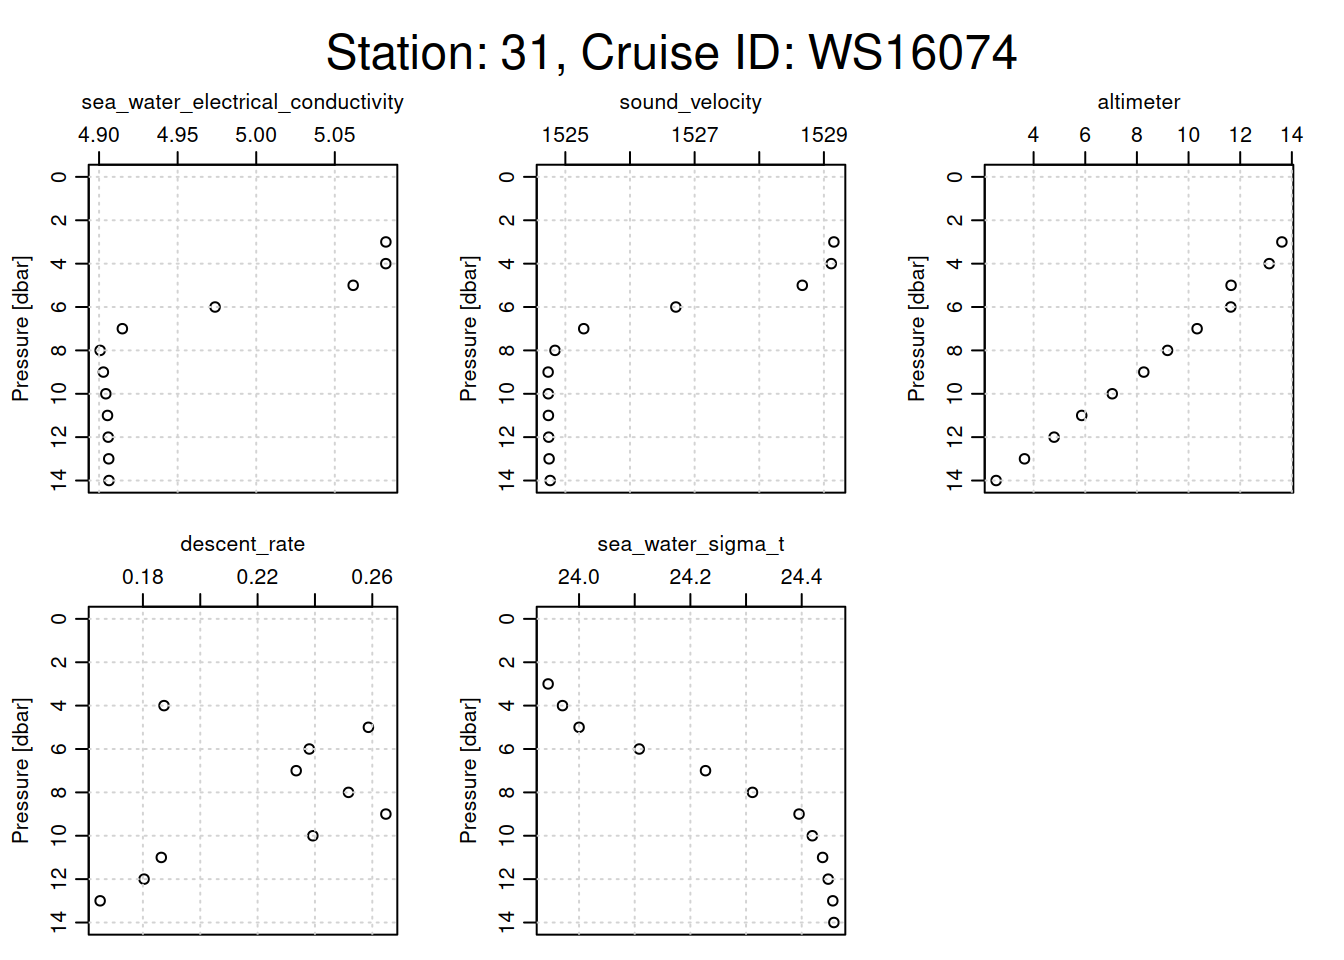 Station: 31, Cruise ID: WS16074
sea_water_electrical_conductivity
4.90 4.95 5.00 5.05
Pressure [dbar]
0 2 4 6 8 10 12 14
sound_velocity
1525 1527 1529
Pressure [dbar]
0 2 4 6 8 10 12 14
altimeter
4 6 8 10 12 14
Pressure [dbar]
0 2 4 6 8 10 12 14
descent_rate
0.18 0.22 0.26
Pressure [dbar]
0 2 4 6 8 10 12 14
sea_water_sigma_t
24.0 24.2 24.4
Pressure [dbar]
0 2 4 6 8 10 12 14